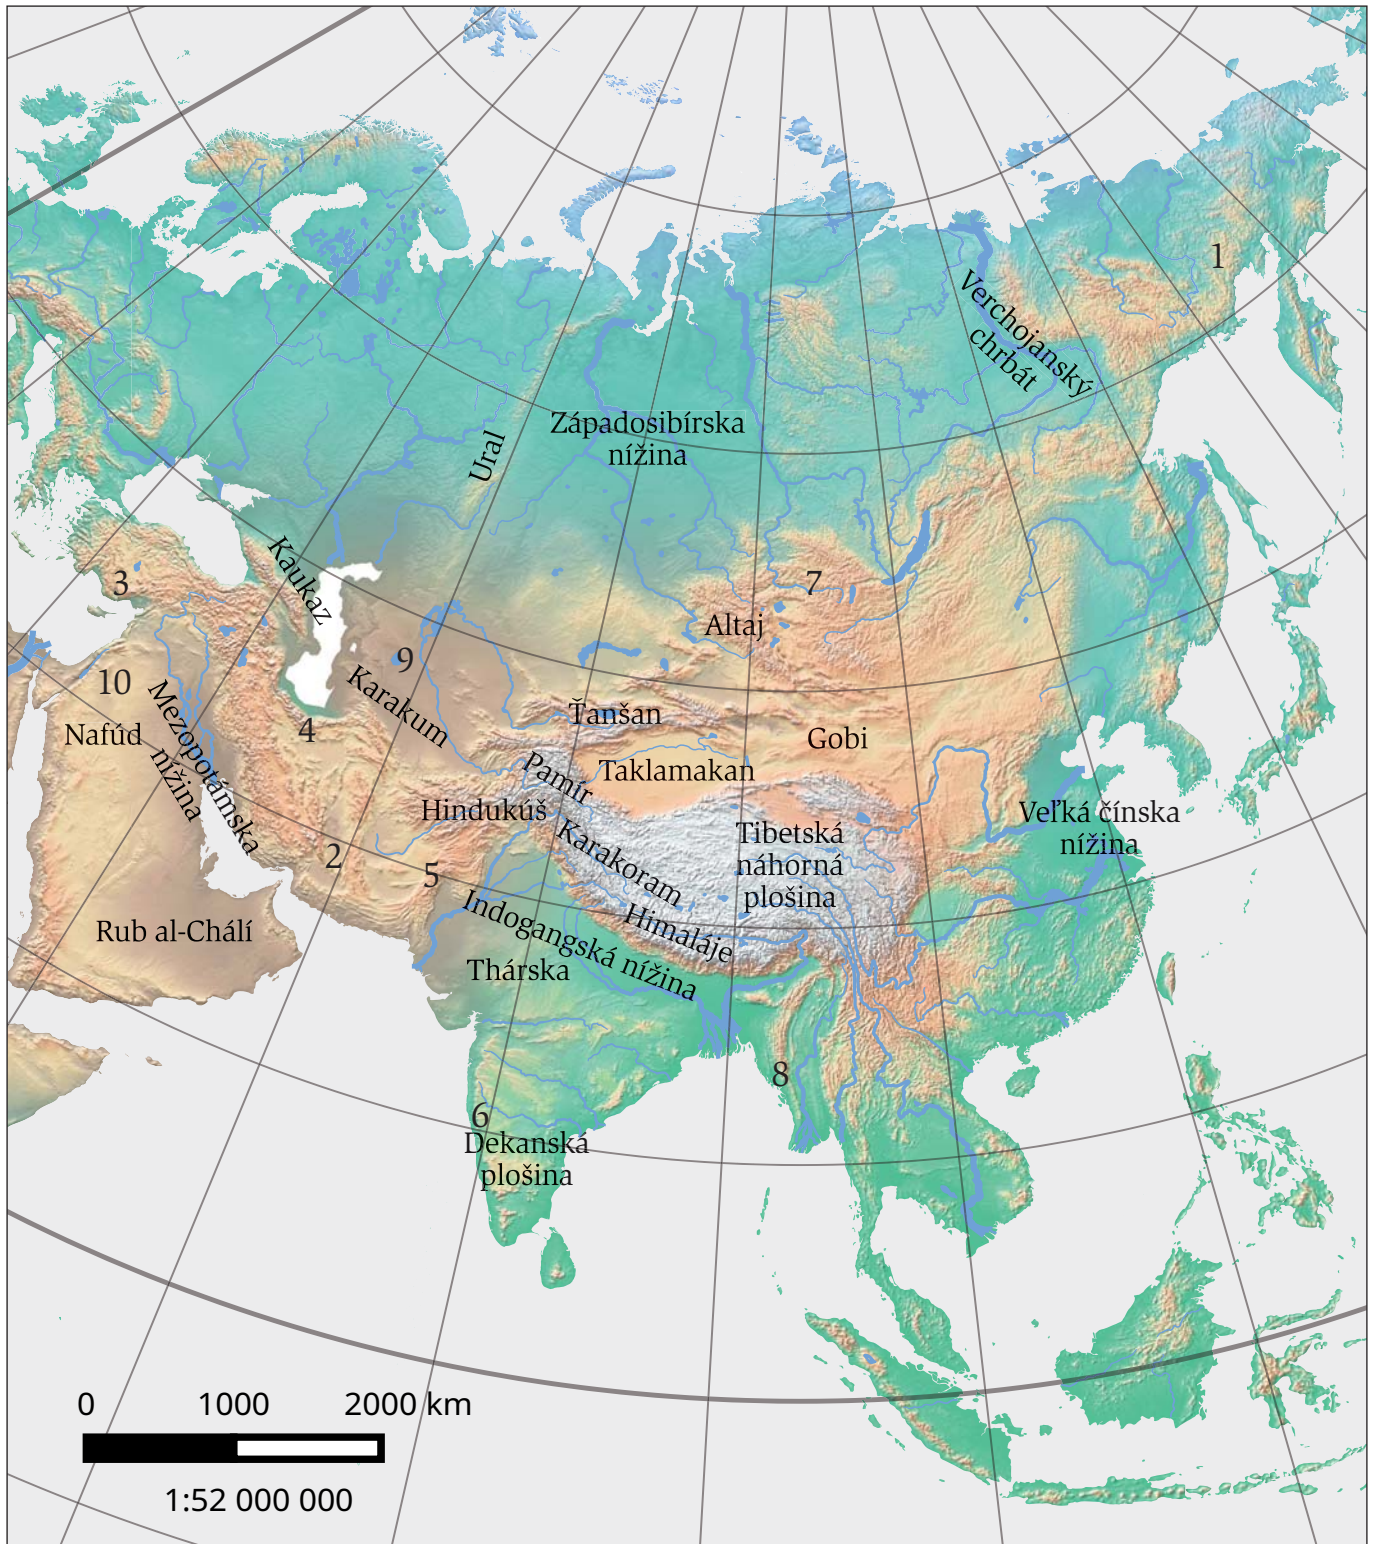 1
Verchojanský
chrbát
Západosibírska
nížina
Ural
Kaukaz
3
7
Altaj
9
10
Karakum
Mezopotámska
nížina
Nafúd
4
Ťanšan
Gobi
Pamír
Taklamakan
Hindukúš
Veľká čínska
nížina
Karakoram
Tibetská
náhorná
plošina
2
5
Indogangská nížina
Himaláje
Rub al-Chálí
Thárska
8
6
Dekanská
plošina
0 1000 2000 km
1:52 000 000